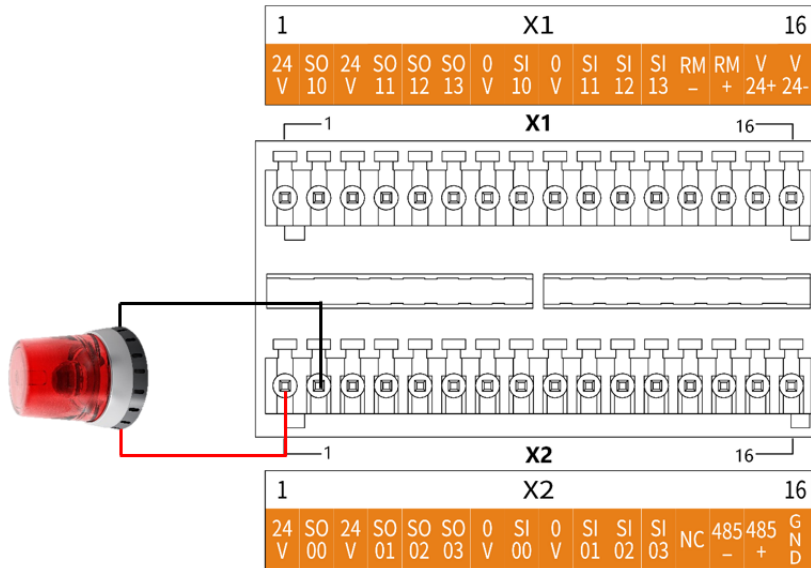 1 X1 16
24 V SO 10 24 V SO 11 SO 12 SO 13 0 V SI 10 0 V SI 11 SI 12 SI 13 RM – RM + V 24+ V 24-
1 X1 16
1 X2 16
1 X2 16
24 V SO 00 24 V SO 01 SO 02 SO 03 0 V SI 00 0 V SI 01 SI 02 SI 03 NC 485 – 485 + GND